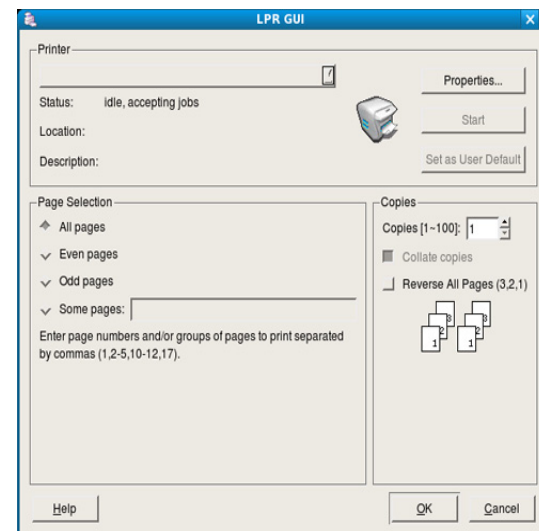 LPR GUI
Printer
Properties...
Status: idle, accepting jobs
Start
Location:
Description:
Set as User Default
Page Selection
All pages
Even pages
Odd pages
Some pages:
Enter page numbers and/or groups of pages to print separated
by commas (1,2-5,10-12,17).
Copies
Copies [1~100]: 1
Collate copies
Reverse All Pages (3,2,1)
3 3
2 2
1 1
Help
OK
Cancel